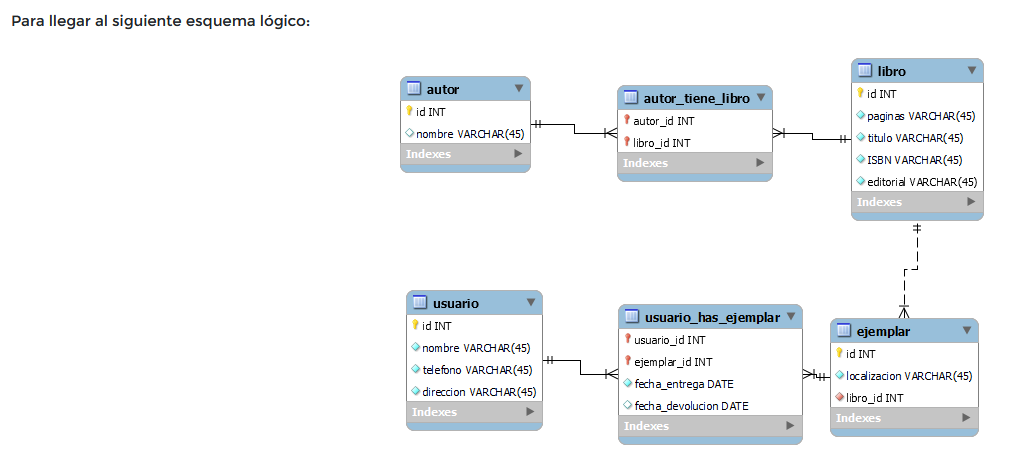 Para llegar al siguiente esquema lógico:
autor
id INT
nombre VARCHAR(45)
Indexes
autor_tiene_libro
autor_id INT
libro_id INT
Indexes
libro
id INT
paginas VARCHAR(45)
titulo VARCHAR(45)
ISBN VARCHAR(45)
editorial VARCHAR(45)
Indexes
usuario
id INT
nombre VARCHAR(45)
telefono VARCHAR(45)
direccion VARCHAR(45)
Indexes
usuario_has_ejemplar
usuario_id INT
ejemplar_id INT
fecha_entrega DATE
fecha_devolucion DATE
Indexes
ejemplar
id INT
localizacion VARCHAR(45)
libro_id INT
Indexes